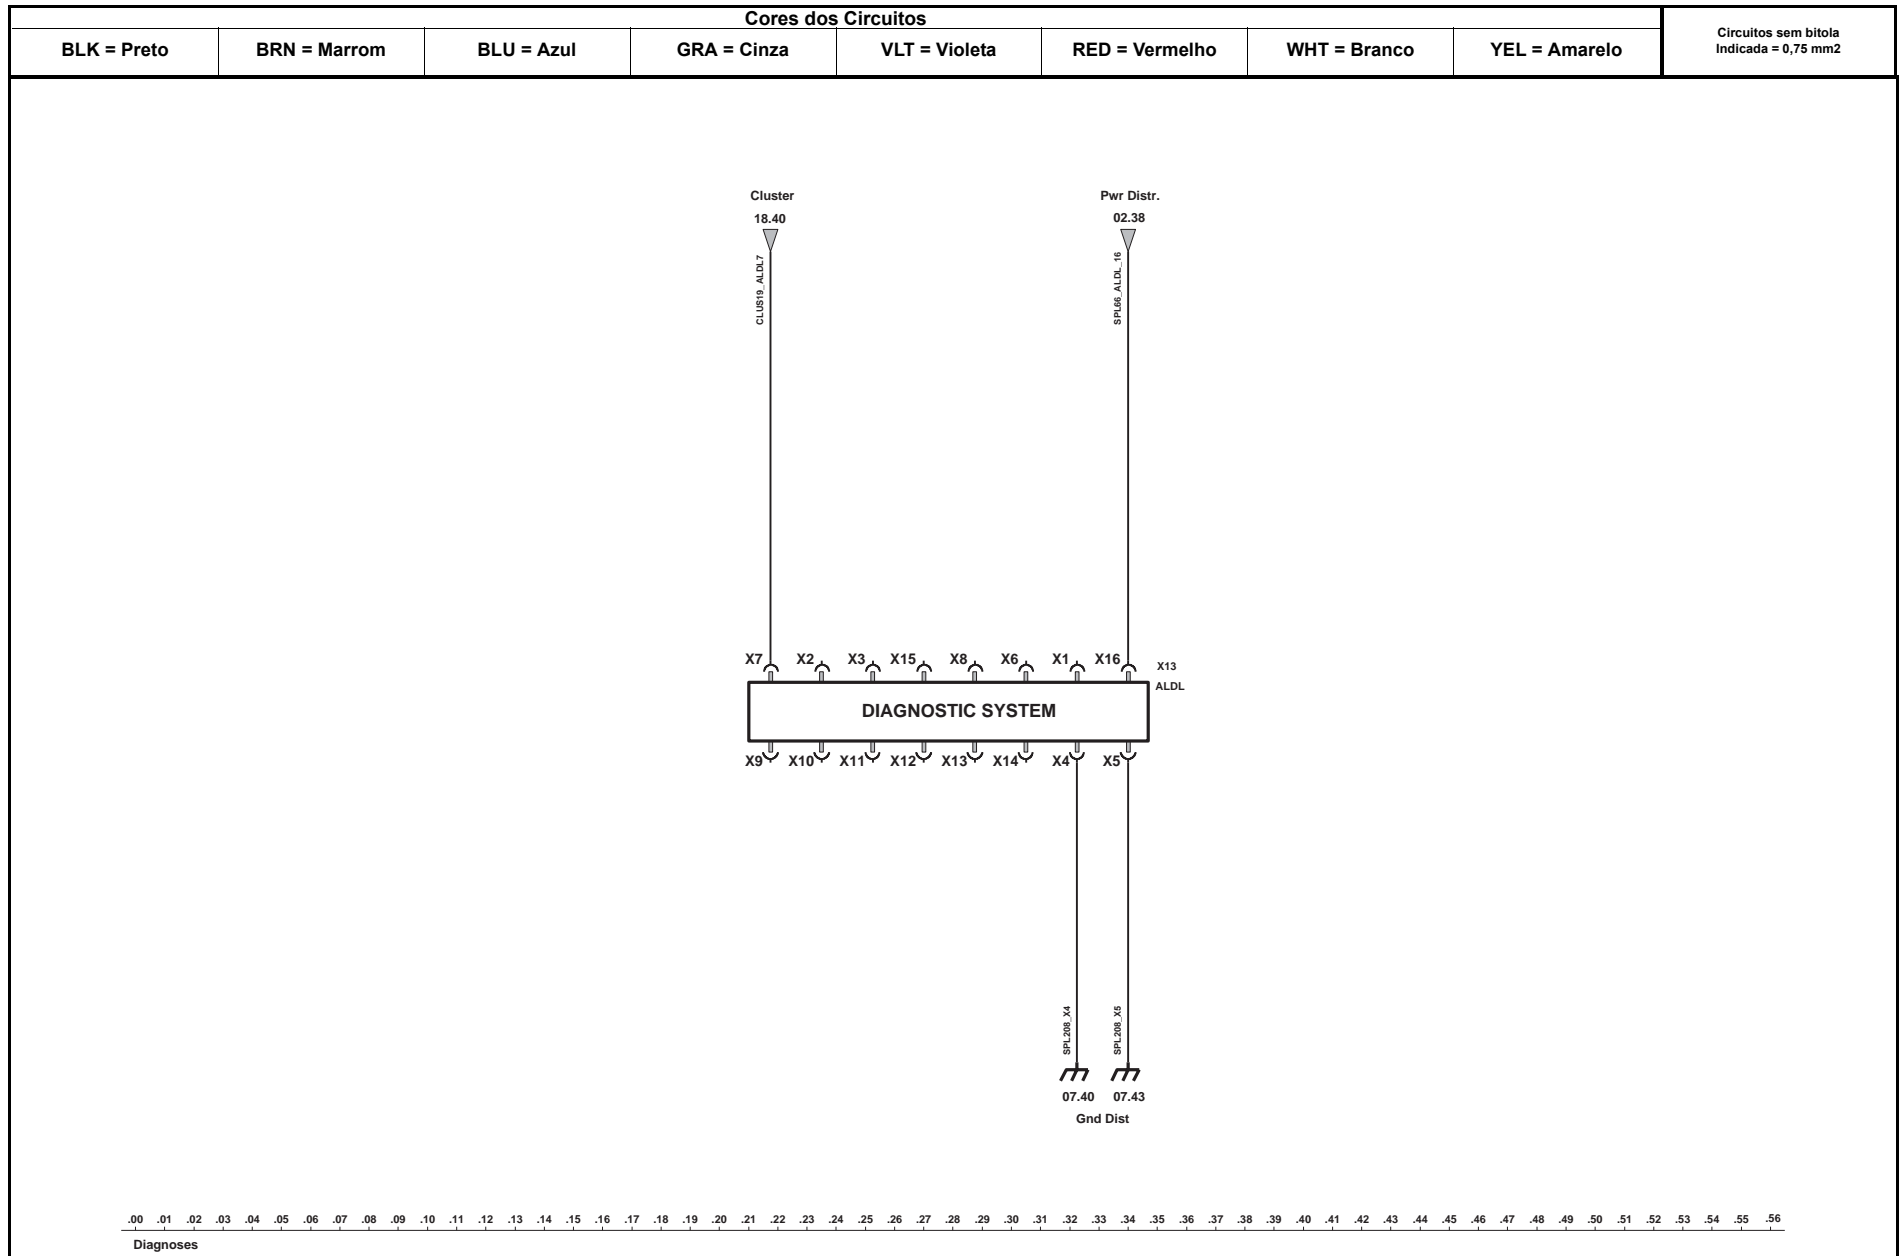 Cores dos Circuitos
BLK = Preto BRN = Marrom BLU = Azul GRA = Cinza VLT = Violeta RED = Vermelho WHT = Branco YEL = Amarelo
Circuitos sem bitola
Indicada = 0,75 mm2
Cluster Pwr Distr.
18.40 02.38
CLUS19_ALDL7 SPL66_ALDL_16
X7 X2 X3 X15 X8 X6 X1 X16 X13
ALDL
DIAGNOSTIC SYSTEM
X9 X10 X11 X12 X13 X14 X4 X5
SPL208_X4 SPL208_X5
07.40 07.43
Gnd Dist
.00 .01 .02 .03 .04 .05 .06 .07 .08 .09 .10 .11 .12 .13 .14 .15 .16 .17 .18 .19 .20 .21 .22 .23 .24 .25 .26 .27 .28 .29 .30 .31 .32 .33 .34 .35 .36 .37 .38 .39 .40 .41 .42 .43 .44 .45 .46 .47 .48 .49 .50 .51 .52 .53 .54 .55 .56
Diagnoses